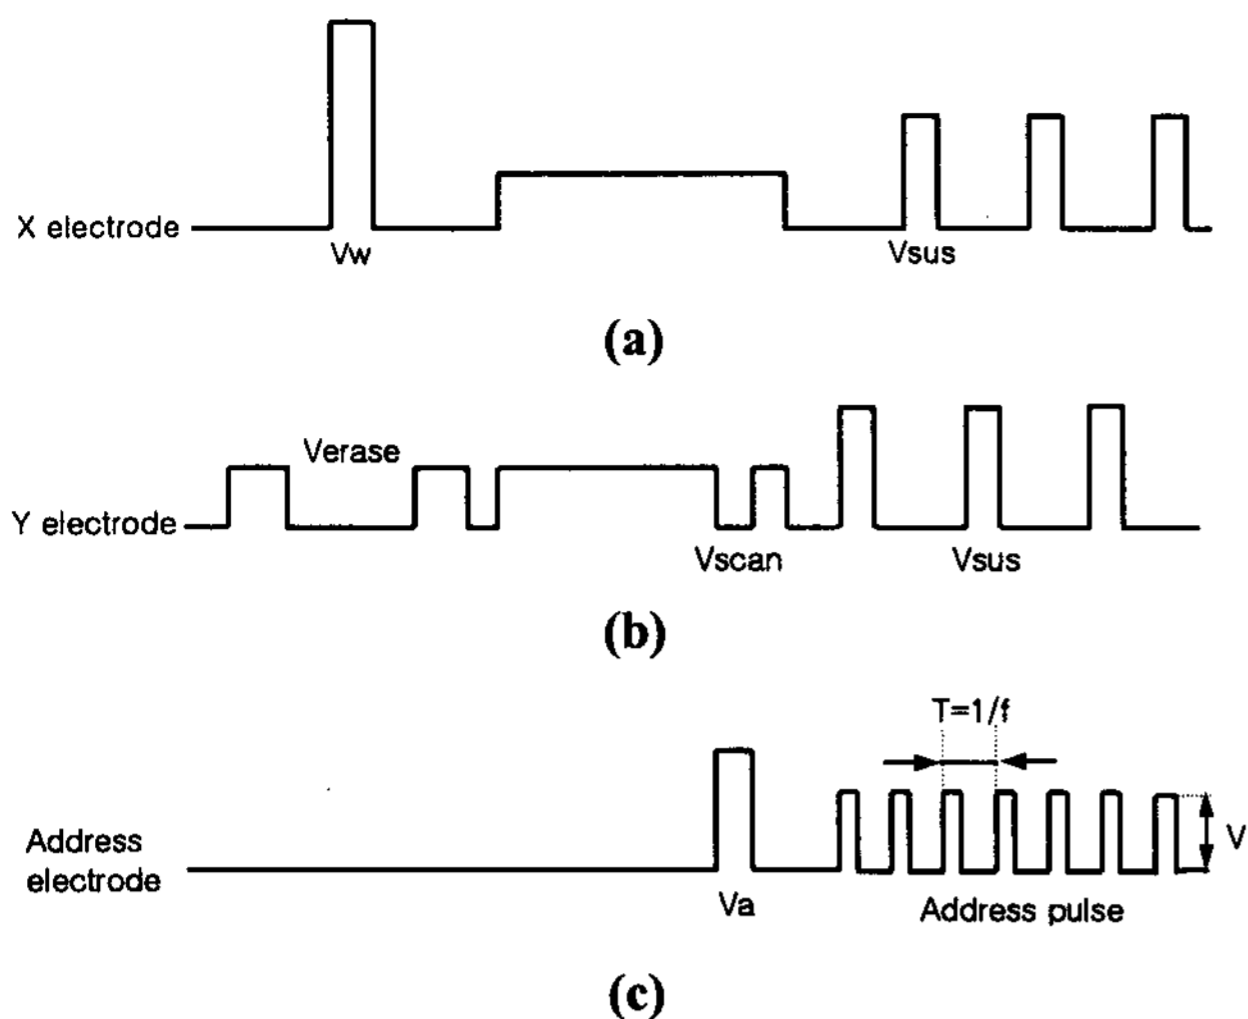 X electrode
Vw
Vsus
(a)
Verase
Y electrode
Vscan
Vsus
(b)
T=1/f
Address
electrode
V
Va
Address pulse
(c)